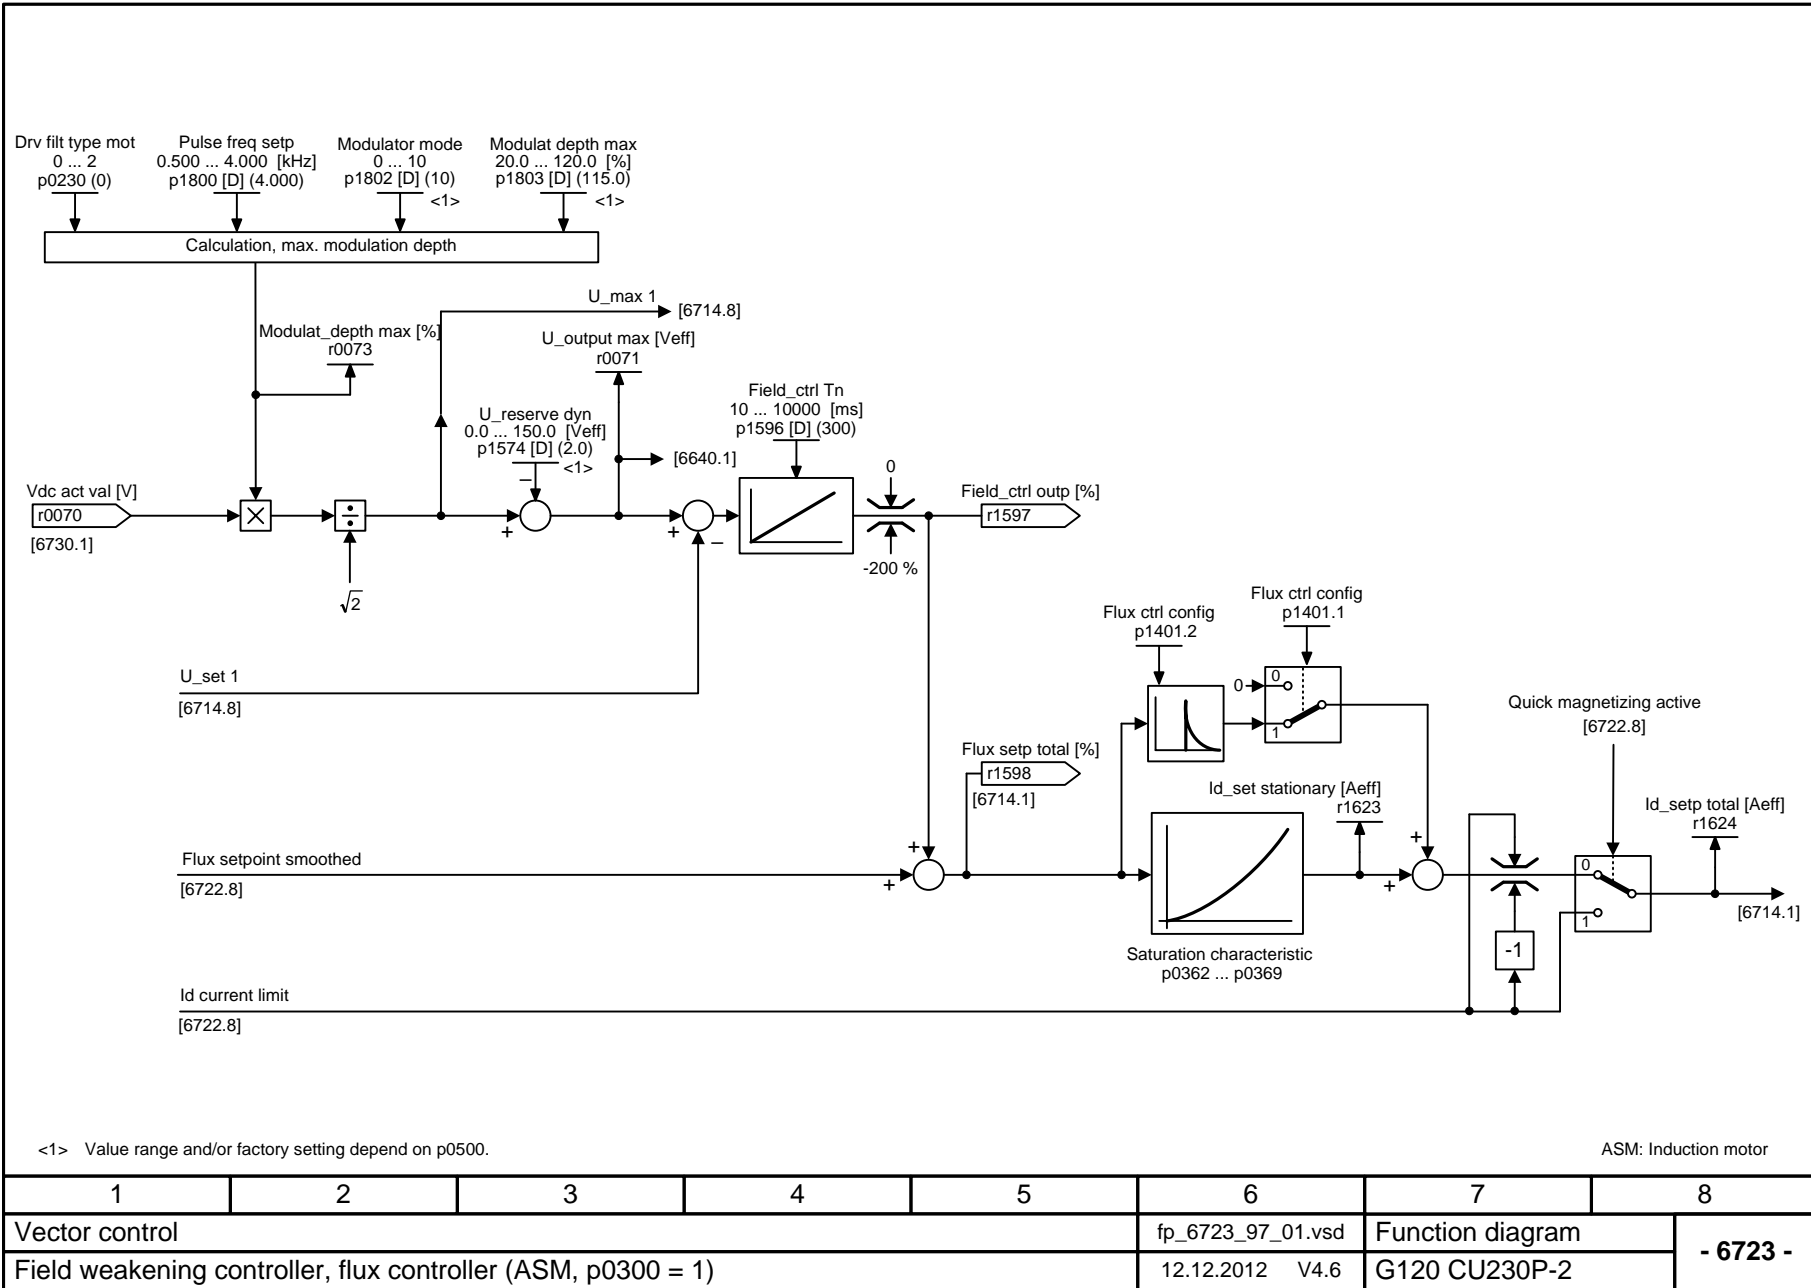 Drv filt type mot
0 ... 2
p0230 (0)
Pulse freq setp
0.500 ... 4.000 [kHz]
p1800 [D] (4.000)
Modulator mode
0 ... 10
p1802 [D] (10)
<1>
Modulat depth max
20.0 ... 120.0 [%]
p1803 [D] (115.0)
<1>
Calculation, max. modulation depth
U_max 1
[6714.8]
Modulat_depth max [%]
r0073
U_output max [Veff]
r0071
U_reserve dyn
0.0 ... 150.0 [Veff]
p1574 [D] (2.0)
<1>
[6640.1]
Field_ctrl Tn
10 ... 10000 [ms]
p1596 [D] (300)
0
-200 %
Field_ctrl outp [%]
r1597
Vdc act val [V]
r0070
[6730.1]
×
÷
√2
–
+
+
–
U_set 1
[6714.8]
Flux ctrl config
p1401.2
Flux ctrl config
p1401.1
0
0
1
Quick magnetizing active
[6722.8]
Flux setp total [%]
r1598
[6714.1]
Id_set stationary [Aeff]
r1623
Id_setp total [Aeff]
r1624
Flux setpoint smoothed
[6722.8]
+
+
+
+
0
1
[6714.1]
-1
Saturation characteristic
p0362 ... p0369
Id current limit
[6722.8]
<1> Value range and/or factory setting depend on p0500.
ASM: Induction motor
1 2 3 4 5 6 7 8
Vector control
fp_6723_97_01.vsd
Function diagram
- 6723 -
Field weakening controller, flux controller (ASM, p0300 = 1)
12.12.2012 V4.6
G120 CU230P-2